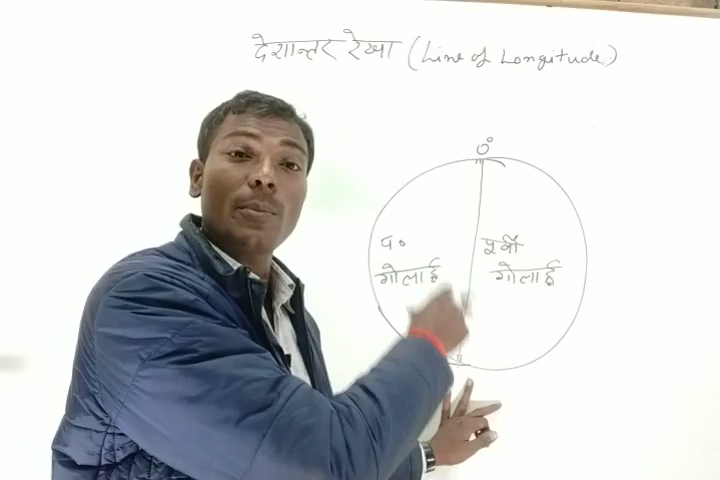 देशान्तर रेखा (Line of Longitude)
0°
प० पूर्वी
गोलार्द्ध गोलार्द्ध